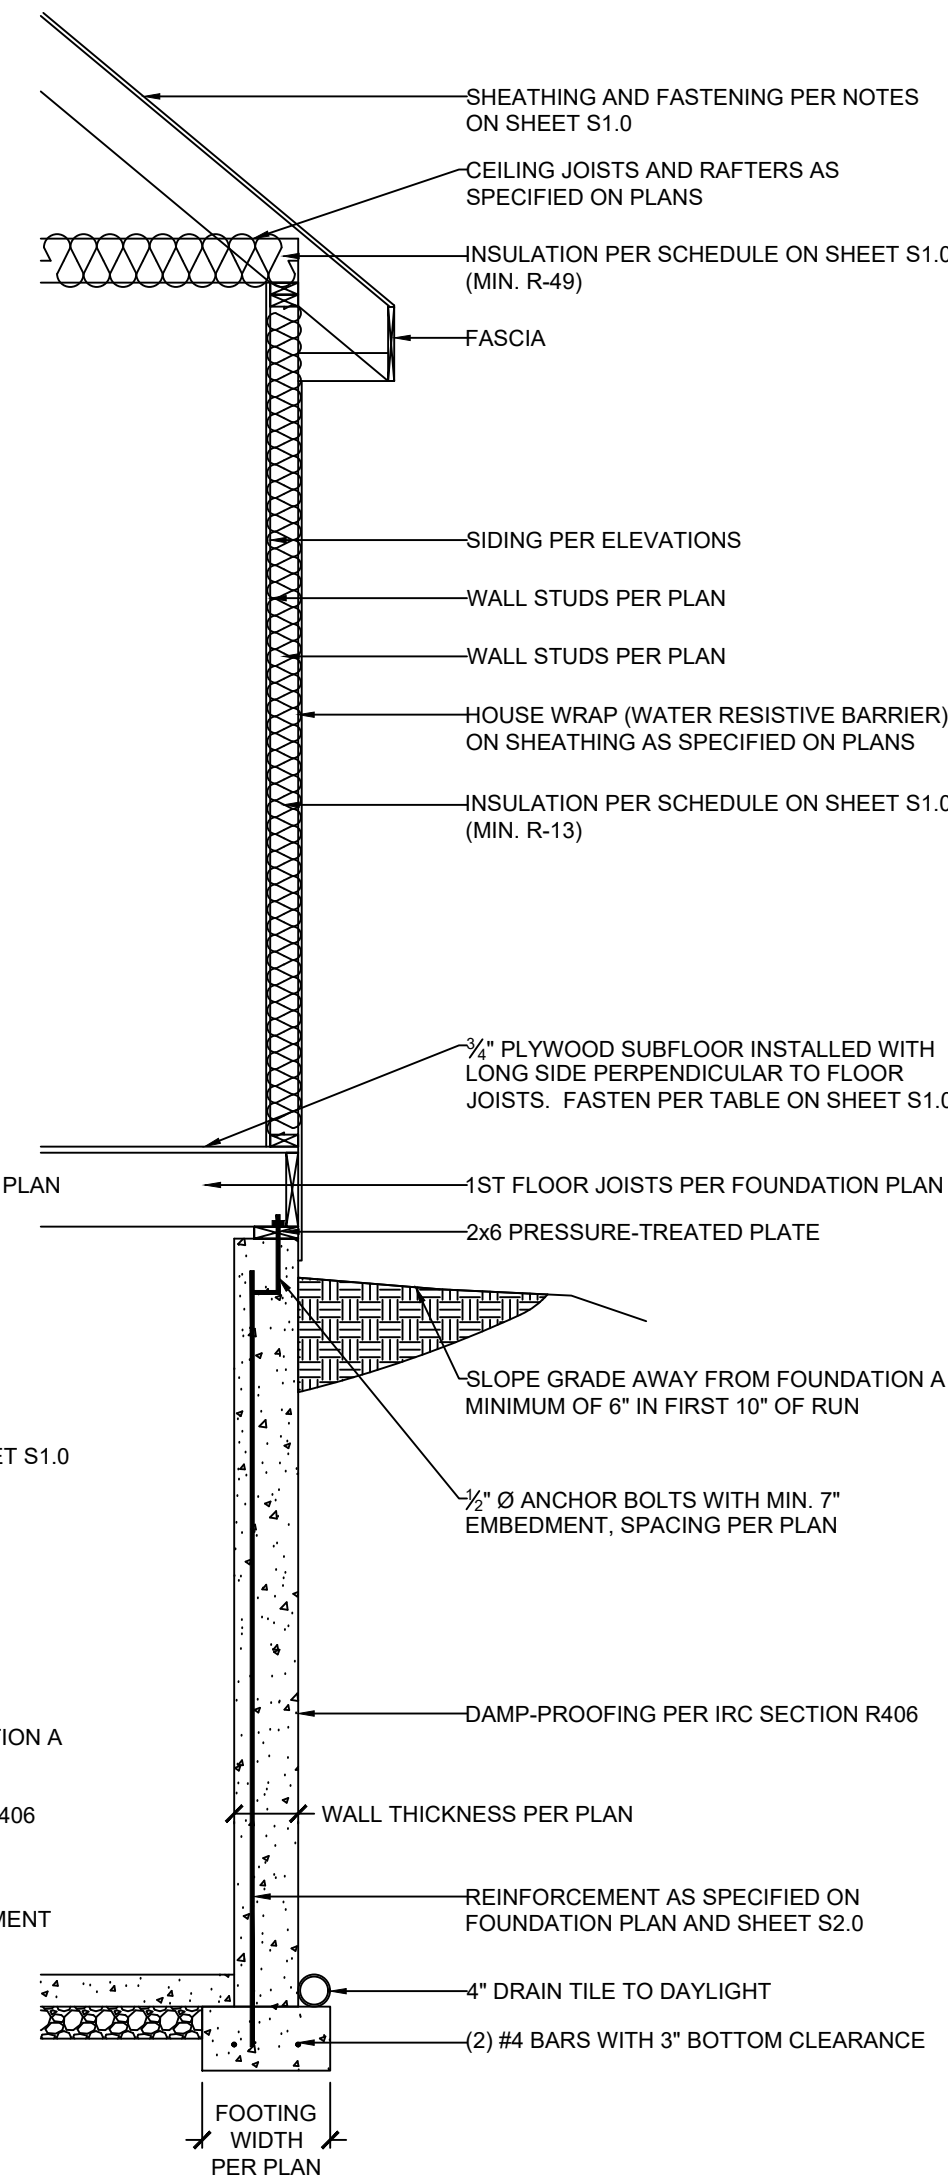 SHEATHING AND FASTENING PER NOTES
ON SHEET S1.0
CEILING JOISTS AND RAFTERS AS
SPECIFIED ON PLANS
INSULATION PER SCHEDULE ON SHEET S1.0
(MIN. R-49)
FASCIA
SIDING PER ELEVATIONS
WALL STUDS PER PLAN
WALL STUDS PER PLAN
HOUSE WRAP (WATER RESISTIVE BARRIER)
ON SHEATHING AS SPECIFIED ON PLANS
INSULATION PER SCHEDULE ON SHEET S1.0
(MIN. R-13)
¾" PLYWOOD SUBFLOOR INSTALLED WITH
LONG SIDE PERPENDICULAR TO FLOOR
JOISTS. FASTEN PER TABLE ON SHEET S1.0
PLAN
1ST FLOOR JOISTS PER FOUNDATION PLAN
2x6 PRESSURE-TREATED PLATE
SLOPE GRADE AWAY FROM FOUNDATION A
MINIMUM OF 6" IN FIRST 10" OF RUN
ET S1.0
½" Ø ANCHOR BOLTS WITH MIN. 7"
EMBEDMENT, SPACING PER PLAN
DAMP-PROOFING PER IRC SECTION R406
TION A
406
WALL THICKNESS PER PLAN
REINFORCEMENT AS SPECIFIED ON
FOUNDATION PLAN AND SHEET S2.0
MENT
4" DRAIN TILE TO DAYLIGHT
(2) #4 BARS WITH 3" BOTTOM CLEARANCE
FOOTING
WIDTH
PER PLAN